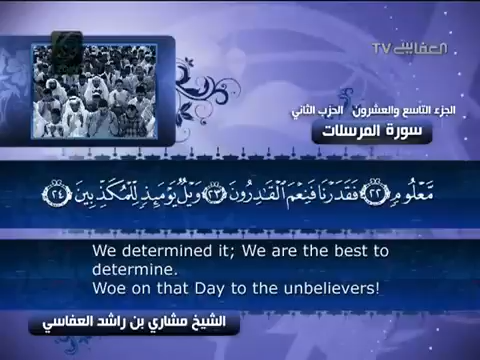 العفاسي TV
الجزء التاسع والعشرون الحزب الثاني
سورة المرسلات
مَّعْلُومٍ ﴿٢٢﴾ فَقَدَرْنَا فَنِعْمَ الْقَادِرُونَ ﴿٢٣﴾ وَيْلٌ يَوْمَئِذٍ لِّلْمُكَذِّبِينَ ﴿٢٤﴾
We determined it; We are the best to
determine.
Woe on that Day to the unbelievers!
الشيخ مشاري بن راشد العفاسي